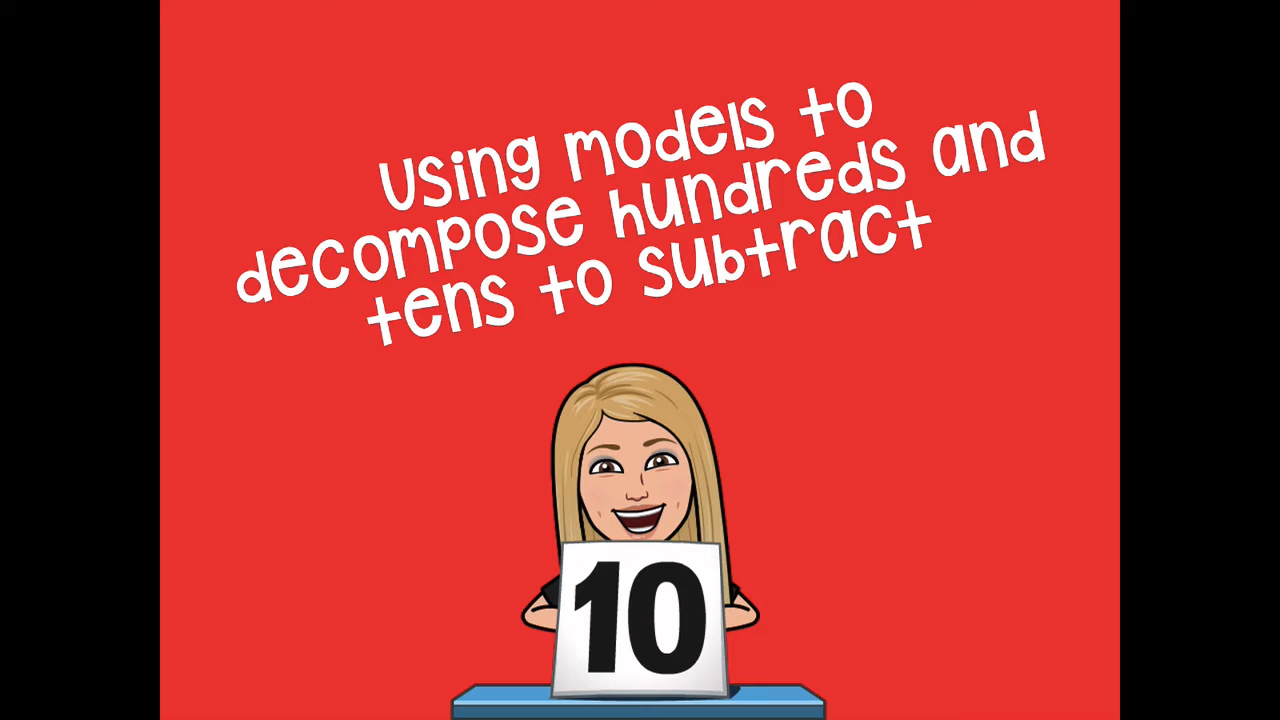 Using models to
decompose hundreds and
tens to subtract
10